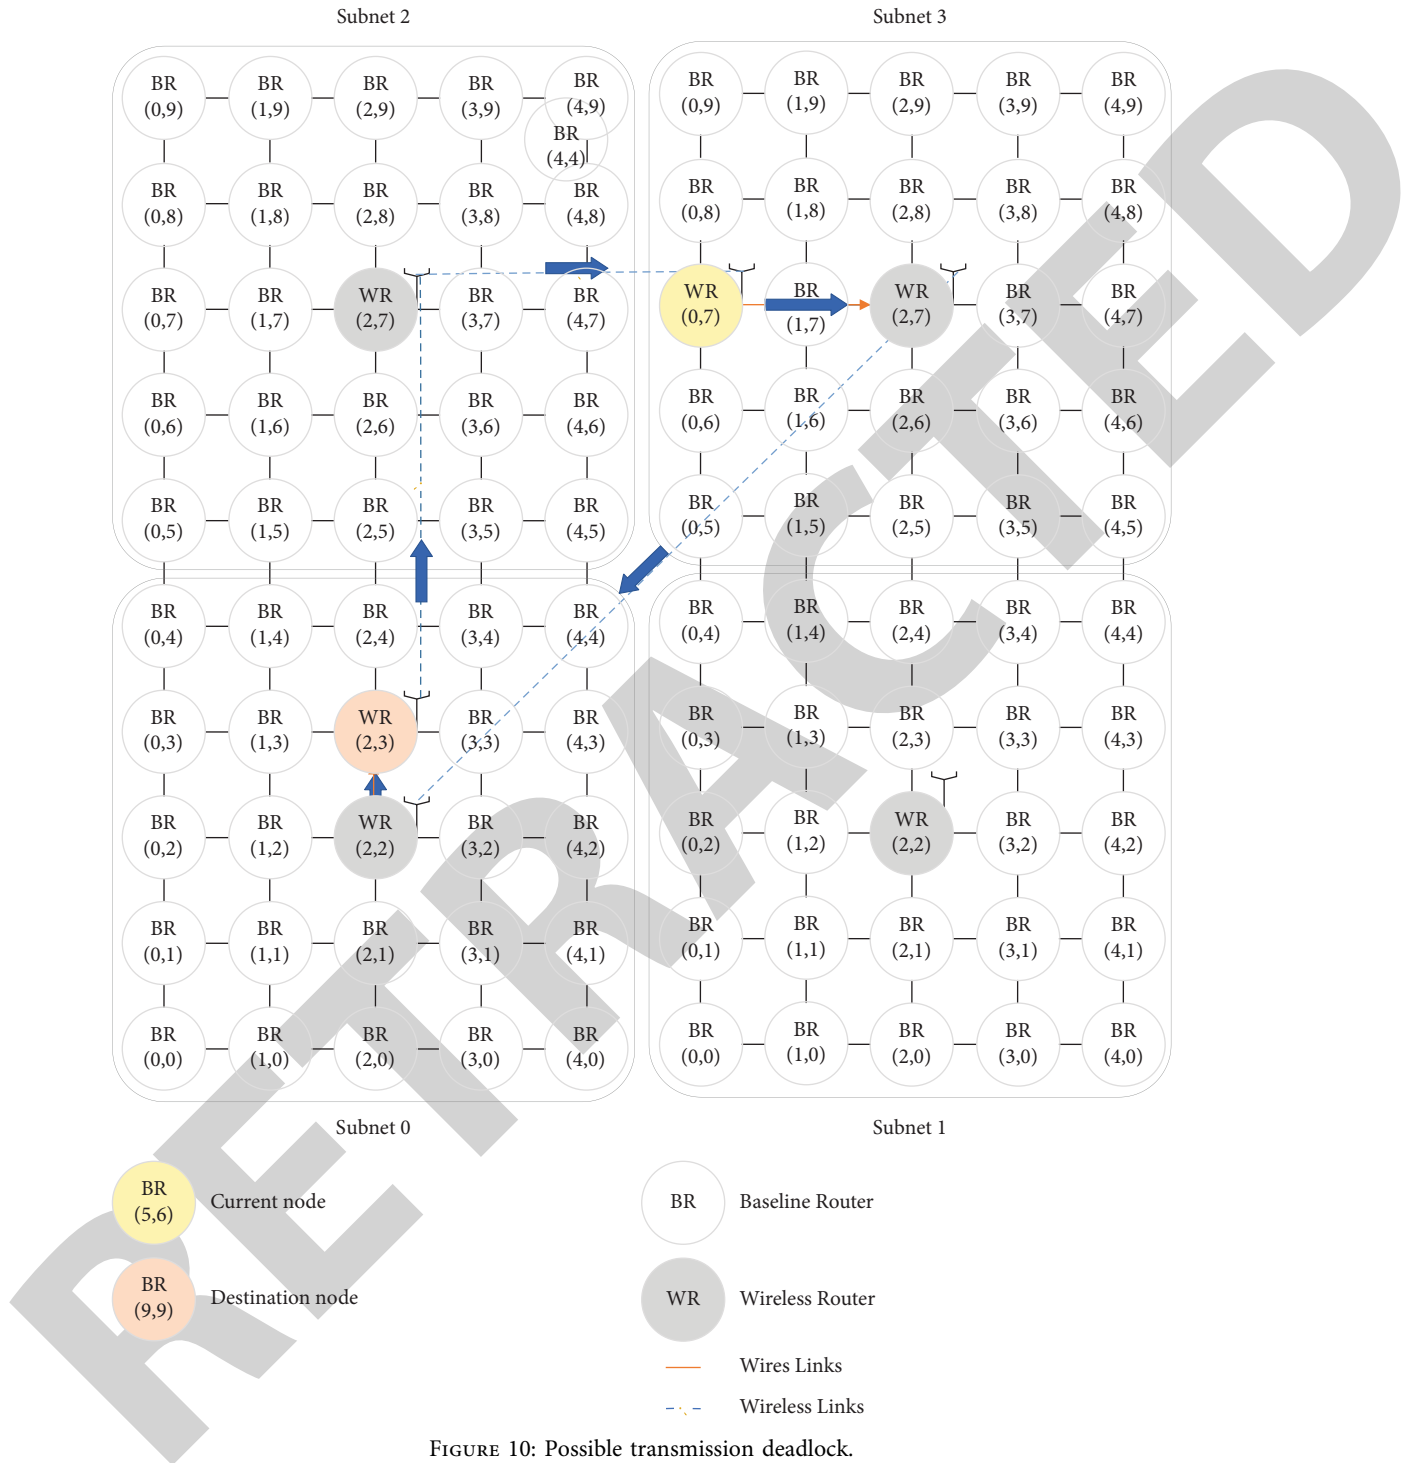 Subnet 2
Subnet 3
BR BR BR BR BR
(0,9) (1,9) (2,9) (3,9) (4,9)
BR
(4,4)
BR BR BR BR BR
(0,8) (1,8) (2,8) (3,8) (4,8)
BR BR WR BR BR
(0,7) (1,7) (2,7) (3,7) (4,7)
BR BR BR BR BR
(0,6) (1,6) (2,6) (3,6) (4,6)
BR BR BR BR BR
(0,5) (1,5) (2,5) (3,5) (4,5)
BR BR BR BR BR
(0,9) (1,9) (2,9) (3,9) (4,9)
BR BR BR BR BR
(0,8) (1,8) (2,8) (3,8) (4,8)
WR BR WR BR BR
(0,7) (1,7) (2,7) (3,7) (4,7)
BR BR BR BR BR
(0,6) (1,6) (2,6) (3,6) (4,6)
BR BR BR BR BR
(0,5) (1,5) (2,5) (3,5) (4,5)
BR BR BR BR BR
(0,4) (1,4) (2,4) (3,4) (4,4)
BR BR WR BR BR
(0,3) (1,3) (2,3) (3,3) (4,3)
BR BR WR BR BR
(0,2) (1,2) (2,2) (3,2) (4,2)
BR BR BR BR BR
(0,1) (1,1) (2,1) (3,1) (4,1)
BR BR BR BR BR
(0,0) (1,0) (2,0) (3,0) (4,0)
BR BR BR BR BR
(0,4) (1,4) (2,4) (3,4) (4,4)
BR BR BR BR BR
(0,3) (1,3) (2,3) (3,3) (4,3)
BR BR WR BR BR
(0,2) (1,2) (2,2) (3,2) (4,2)
BR BR BR BR BR
(0,1) (1,1) (2,1) (3,1) (4,1)
BR BR BR BR BR
(0,0) (1,0) (2,0) (3,0) (4,0)
Subnet 0
Subnet 1
BR
(5,6)
Current node
BR
(9,9)
Destination node
BR
Baseline Router
WR
Wireless Router
Wires Links
Wireless Links
FIGURE 10: Possible transmission deadlock.
RETRACTED